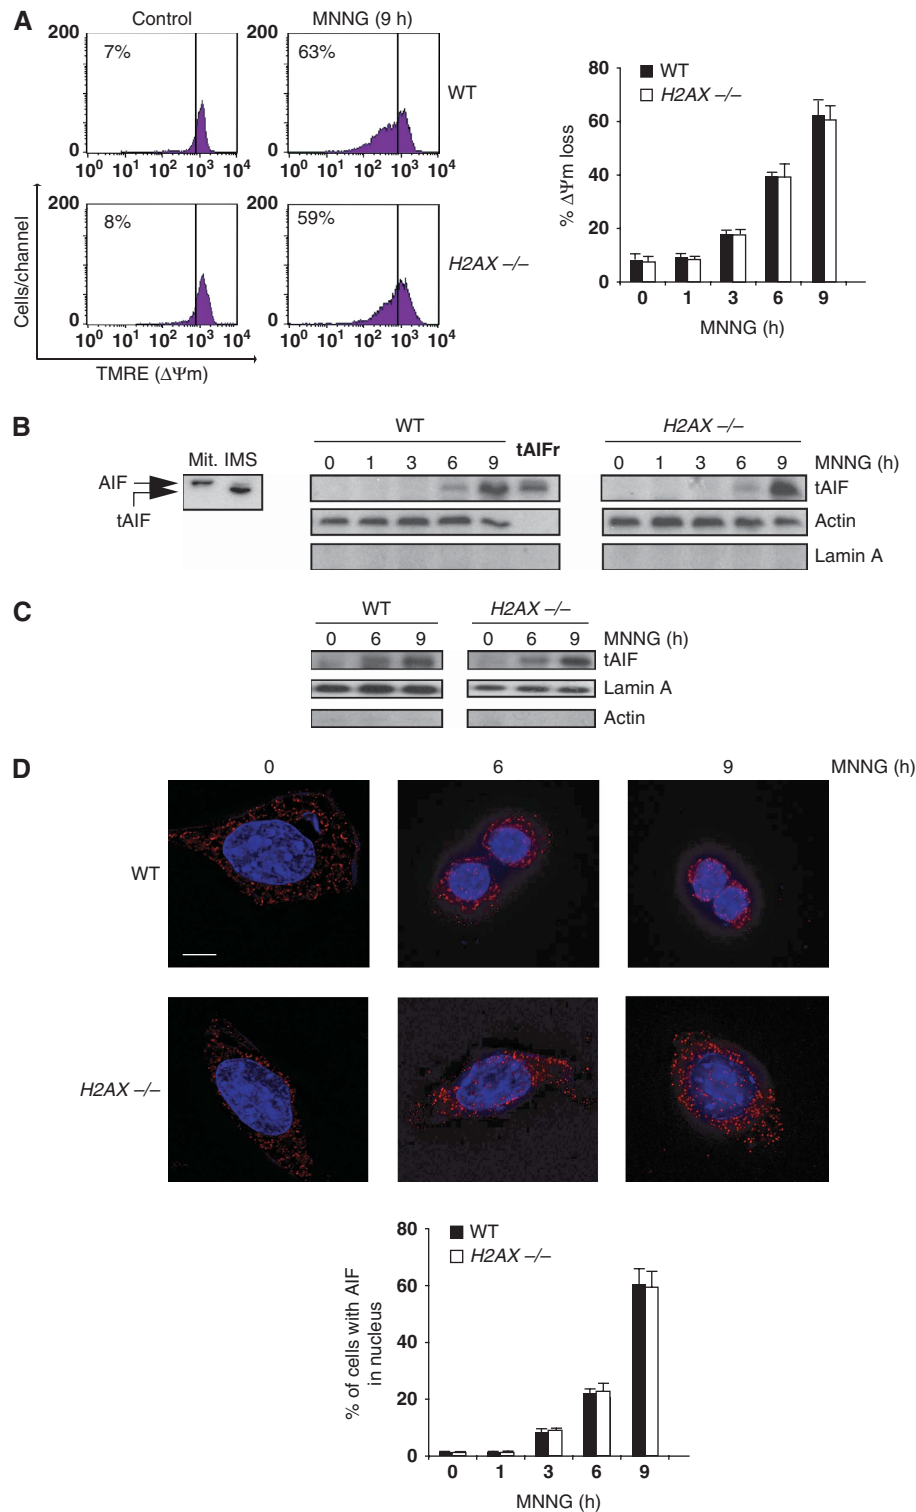 A
Control
MNNG (9 h)
200
7%
0
10⁰ 10¹ 10² 10³ 10⁴
200
63%
0
10⁰ 10¹ 10² 10³ 10⁴
WT
200
8%
0
10⁰ 10¹ 10² 10³ 10⁴
200
59%
0
10⁰ 10¹ 10² 10³ 10⁴
H2AX –/–
Cells/channel
TMRE (ΔΨm)
80
60
40
20
0
% ΔΨm loss
WT
H2AX –/–
0 1 3 6 9
MNNG (h)
B
Mit. IMS
AIF
tAIF
WT
0 1 3 6 9 tAIFr
H2AX –/–
0 1 3 6 9 MNNG (h)
tAIF
Actin
Lamin A
C
WT
H2AX –/–
0 6 9
0 6 9 MNNG (h)
tAIF
Lamin A
Actin
D
0 6 9 MNNG (h)
WT
H2AX –/–
80
60
40
20
0
% of cells with AIF
in nucleus
WT
H2AX –/–
0 1 3 6 9
MNNG (h)